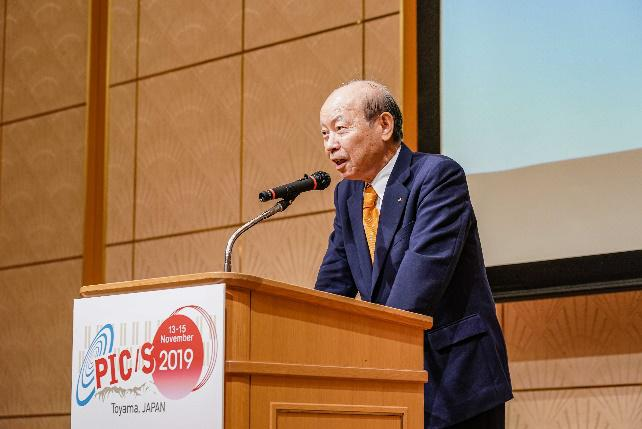 13-15
November
2019
PIC/S
Toyama, JAPAN